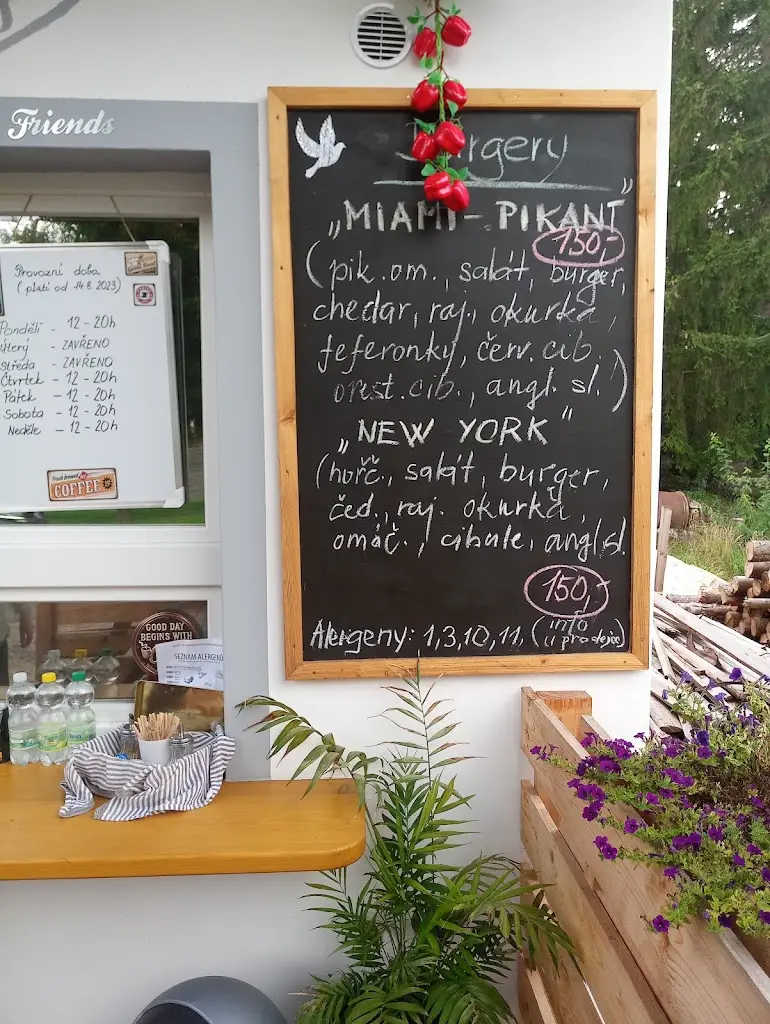 Friends
Provozní doba
(platí od 14.8. 2023)
Pondělí - 12 - 20h
Úterý - ZAVŘENO
Středa - ZAVŘENO
Čtvrtek - 12 - 20h
Pátek - 12 - 20h
Sobota - 12 - 20h
Neděle - 12 - 20h
Fresh brewed
COFFEE
GOOD DAY
BEGINS WITH
SEZNAM ALERGENŮ
Burgery
„MIAMI - PIKANT"
150,-
(pik. om., salát, burger,
chedar, raj., okurka,
feferonky, červ. cib.
orest. cib., angl. sl.)
„NEW YORK"
(hořč., salát, burger,
čed., raj. okurka,
omáč., cibule, angl sl.
150,-
Alergeny: 1,3,10,11, (info
u prodejce)